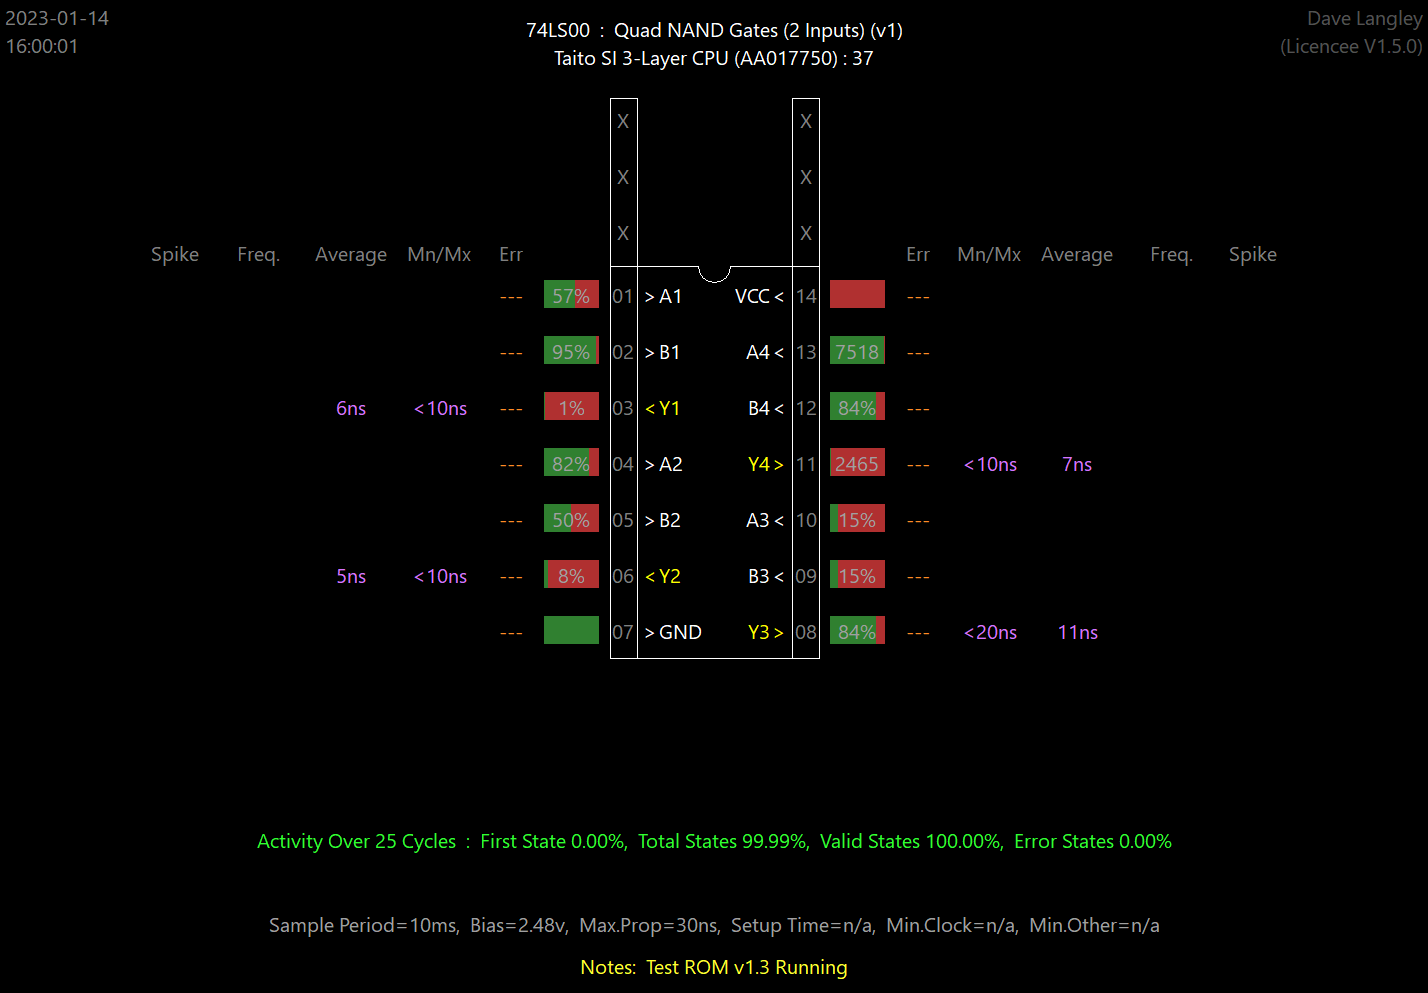 2023-01-14
16:00:01
74LS00 : Quad NAND Gates (2 Inputs) (v1)
Taito SI 3-Layer CPU (AA017750) : 37
Dave Langley
(Licencee V1.5.0)
X X
X X
X X
Spike Freq. Average Mn/Mx Err Err Mn/Mx Average Freq. Spike
--- 57% 01 >A1 VCC< 14 ---
--- 95% 02 >B1 A4< 13 7518 ---
6ns <10ns --- 1% 03 <Y1 B4< 12 84% ---
--- 82% 04 >A2 Y4> 11 2465 --- <10ns 7ns
--- 50% 05 >B2 A3< 10 15% ---
5ns <10ns --- 8% 06 <Y2 B3< 09 15% ---
--- 07 >GND Y3> 08 84% --- <20ns 11ns
Activity Over 25 Cycles : First State 0.00%, Total States 99.99%, Valid States 100.00%, Error States 0.00%
Sample Period=10ms, Bias=2.48v, Max.Prop=30ns, Setup Time=n/a, Min.Clock=n/a, Min.Other=n/a
Notes: Test ROM v1.3 Running